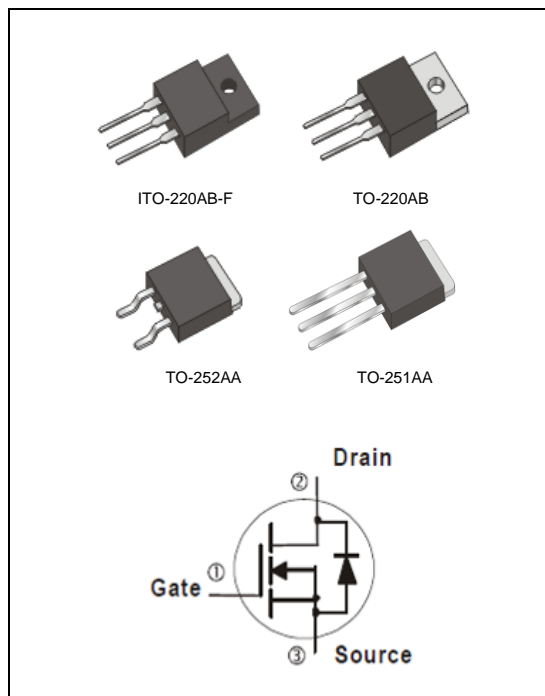 ITO-220AB-F
TO-220AB
TO-252AA
TO-251AA
Drain
②
Gate ①
③ Source